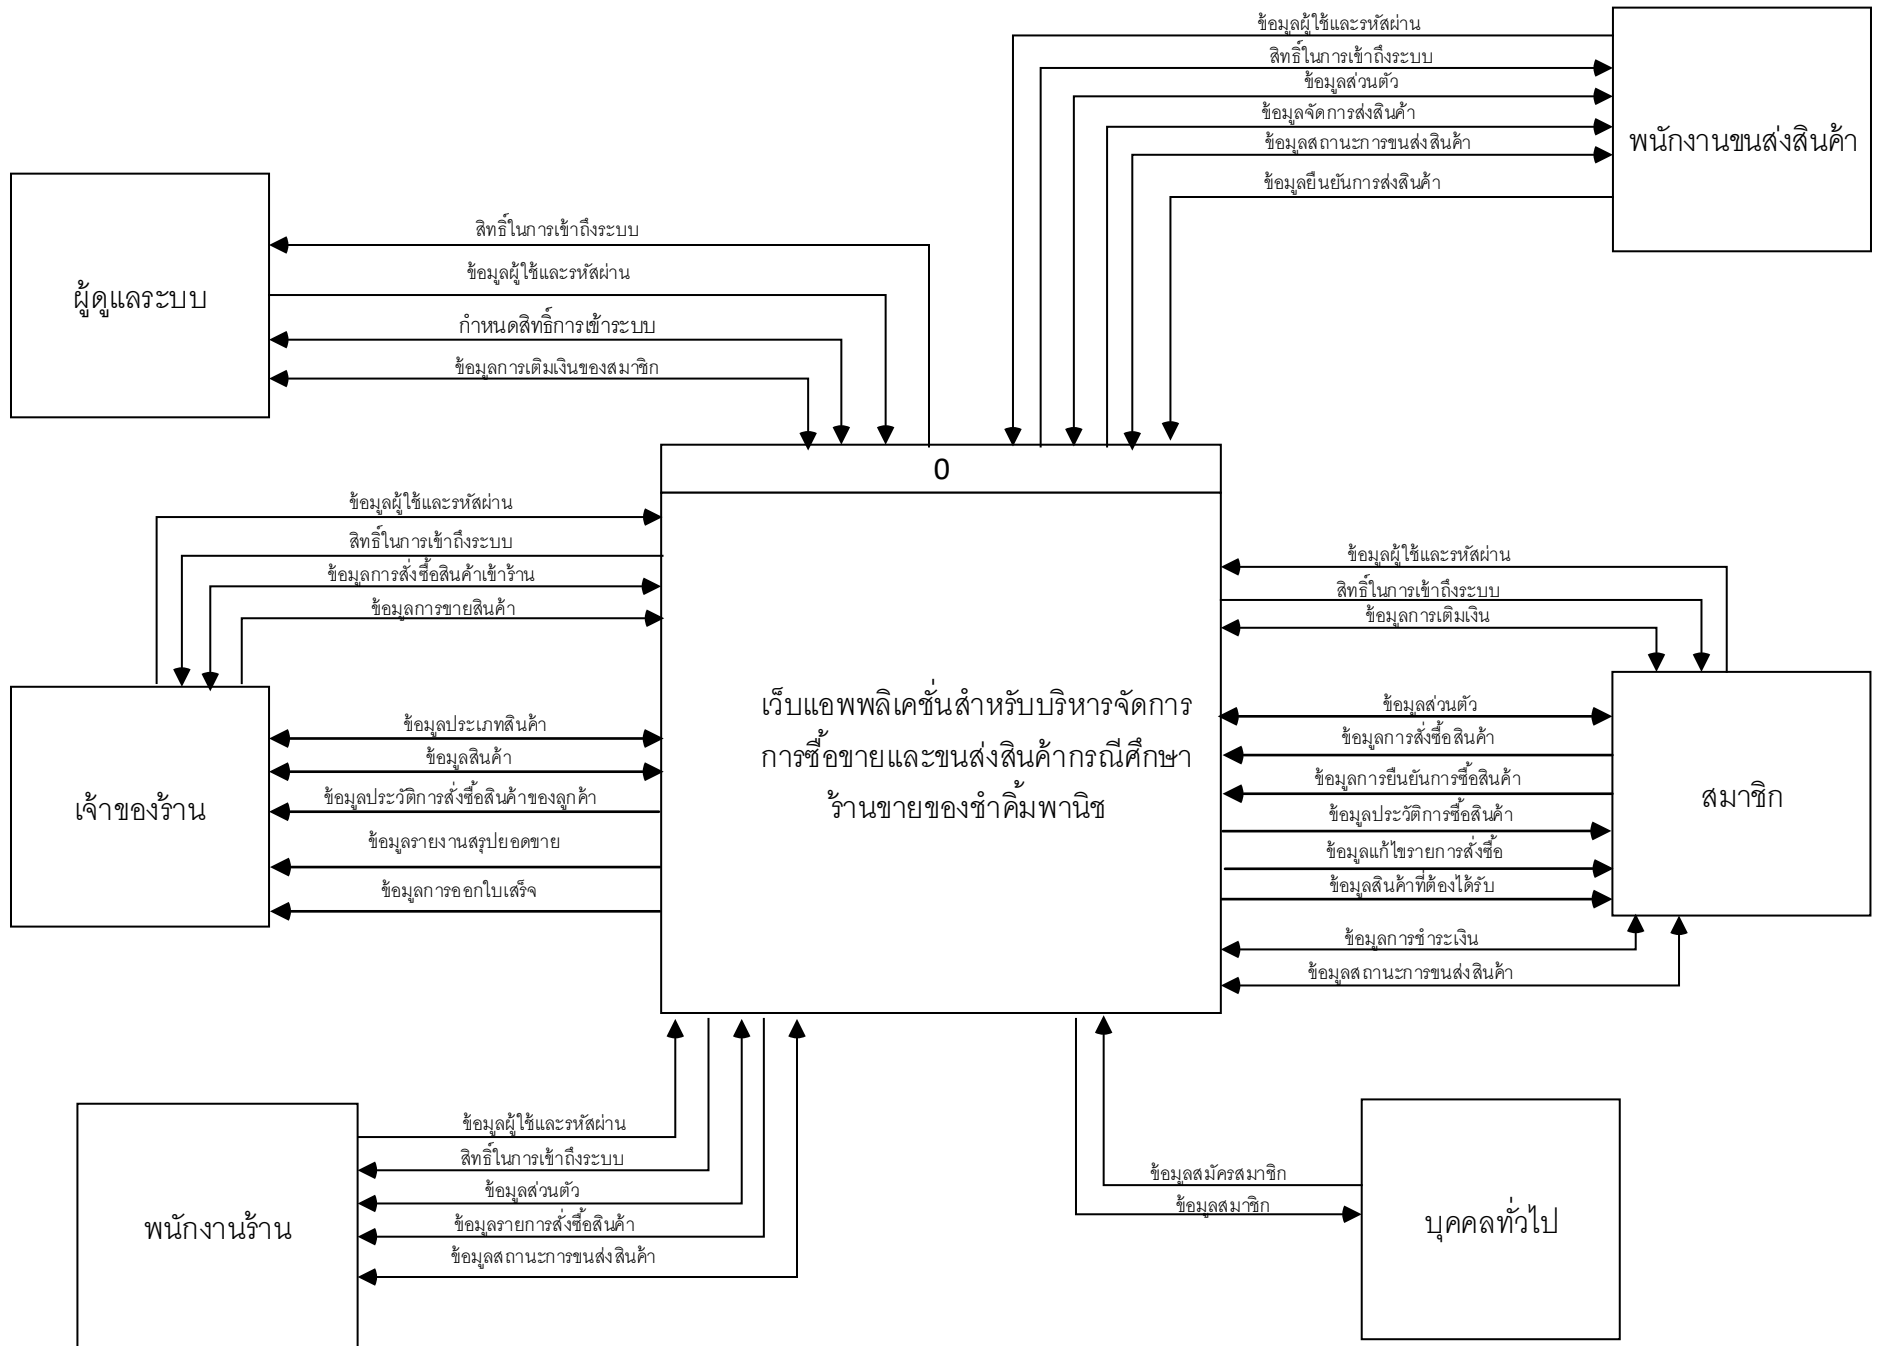 ข้อมูลผู้ใช้และรหัสผ่าน
สิทธิ์ในการเข้าถึงระบบ
ข้อมูลส่วนตัว
ข้อมูลจัดการส่งสินค้า
ข้อมูลสถานะการขนส่งสินค้า
ข้อมูลยืนยันการส่งสินค้า
พนักงานขนส่งสินค้า
สิทธิ์ในการเข้าถึงระบบ
ข้อมูลผู้ใช้และรหัสผ่าน
กำหนดสิทธิ์การเข้าระบบ
ข้อมูลการเติมเงินของสมาชิก
ผู้ดูแลระบบ
0
เว็บแอพพลิเคชั่นสำหรับบริหารจัดการ
การซื้อขายและขนส่งสินค้ากรณีศึกษา
ร้านขายของชำคิ้มพานิช
ข้อมูลผู้ใช้และรหัสผ่าน
สิทธิ์ในการเข้าถึงระบบ
ข้อมูลการสั่งซื้อสินค้าเข้าร้าน
ข้อมูลการขายสินค้า
ข้อมูลประเภทสินค้า
ข้อมูลสินค้า
ข้อมูลประวัติการสั่งซื้อสินค้าของลูกค้า
ข้อมูลรายงานสรุปยอดขาย
ข้อมูลการออกใบเสร็จ
เจ้าของร้าน
ข้อมูลผู้ใช้และรหัสผ่าน
สิทธิ์ในการเข้าถึงระบบ
ข้อมูลการเติมเงิน
ข้อมูลส่วนตัว
ข้อมูลการสั่งซื้อสินค้า
ข้อมูลการยืนยันการซื้อสินค้า
ข้อมูลประวัติการซื้อสินค้า
ข้อมูลแก้ไขรายการสั่งซื้อ
ข้อมูลสินค้าที่ต้องได้รับ
ข้อมูลการชำระเงิน
ข้อมูลสถานะการขนส่งสินค้า
สมาชิก
ข้อมูลผู้ใช้และรหัสผ่าน
สิทธิ์ในการเข้าถึงระบบ
ข้อมูลส่วนตัว
ข้อมูลรายการสั่งซื้อสินค้า
ข้อมูลสถานะการขนส่งสินค้า
พนักงานร้าน
ข้อมูลสมัครสมาชิก
ข้อมูลสมาชิก
บุคคลทั่วไป